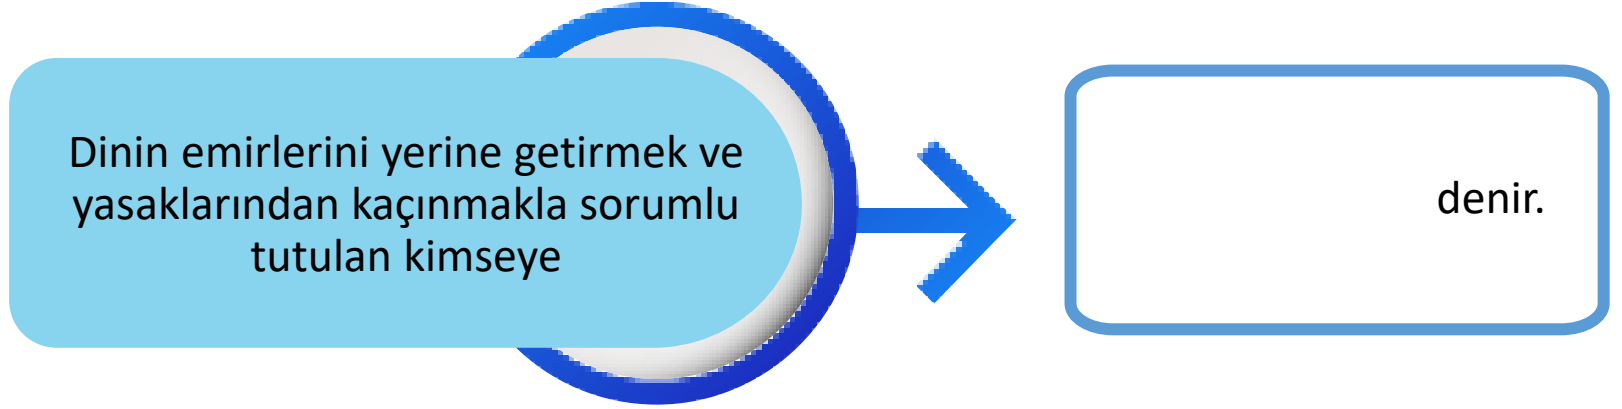 Dinin emirlerini yerine getirmek ve
yasaklarından kaçınmakla sorumlu
tutulan kimseye
denir.